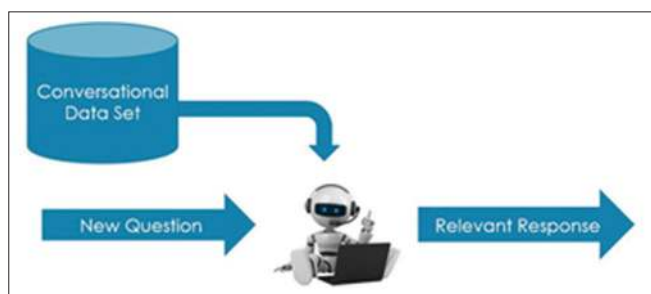 Conversational
Data Set
New Question
Relevant Response